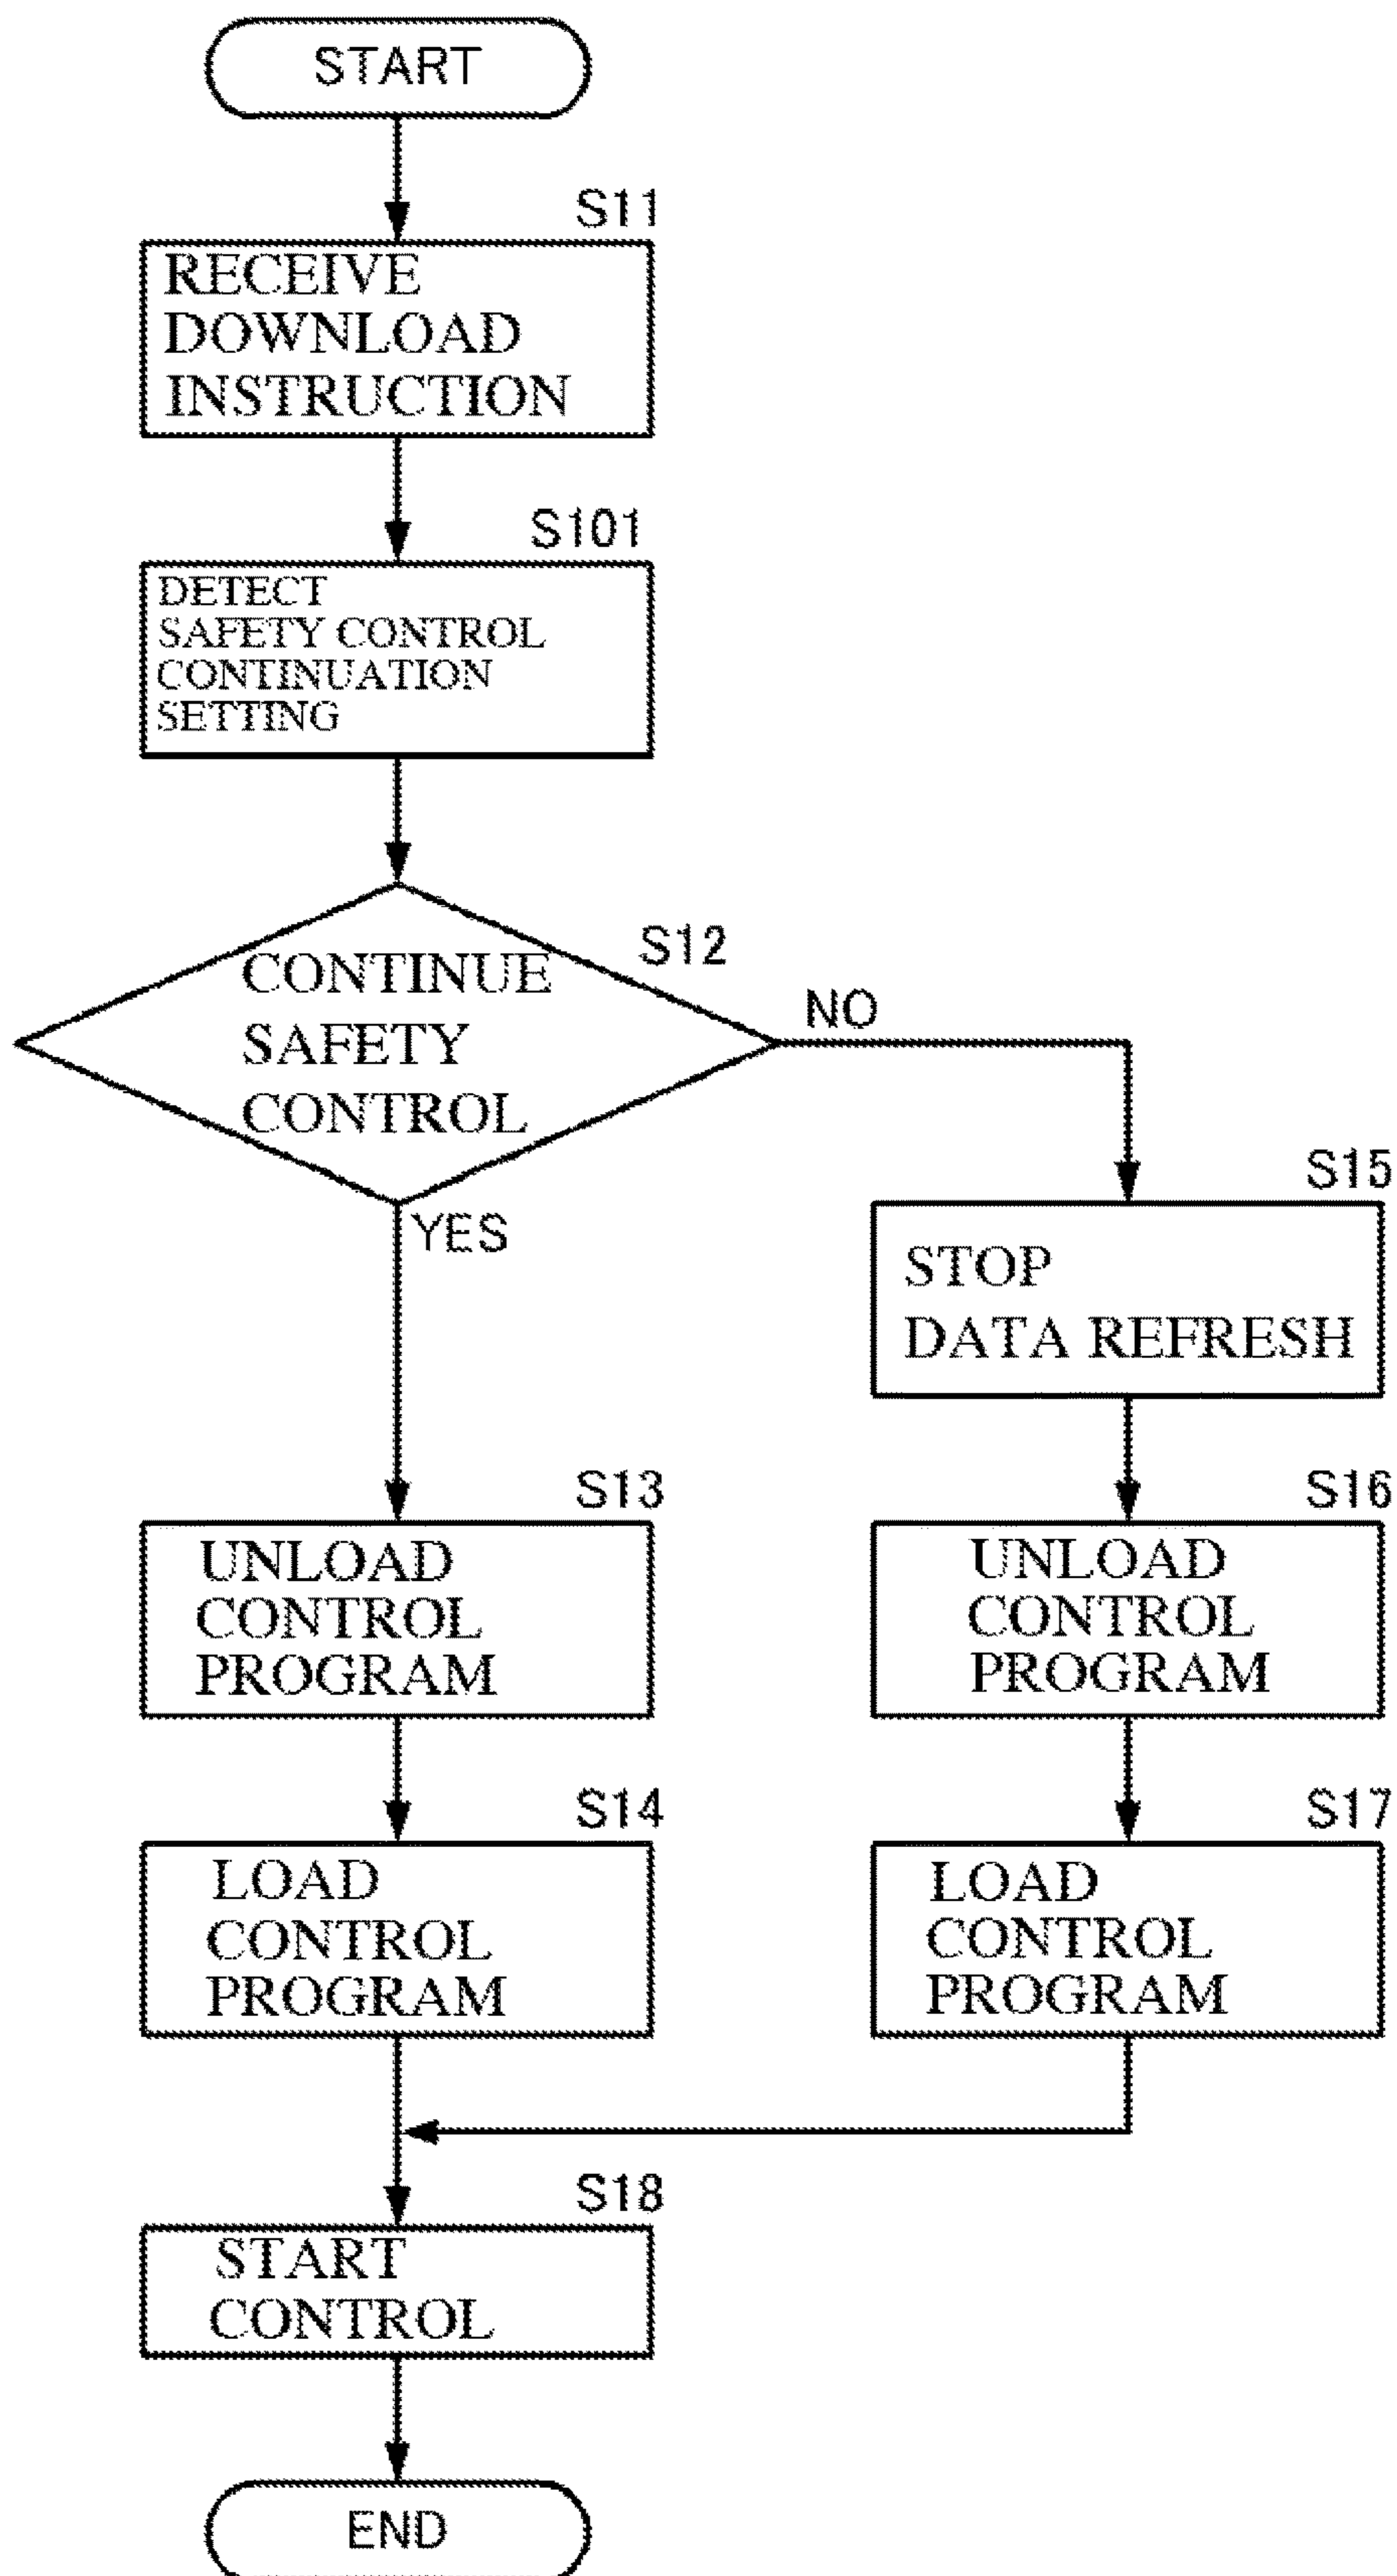 START
S11
RECEIVE
DOWNLOAD
INSTRUCTION
S101
DETECT
SAFETY CONTROL
CONTINUATION
SETTING
S12
CONTINUE
SAFETY
CONTROL
NO
YES
S15
STOP
DATA REFRESH
S13
UNLOAD
CONTROL
PROGRAM
S16
UNLOAD
CONTROL
PROGRAM
S14
LOAD
CONTROL
PROGRAM
S17
LOAD
CONTROL
PROGRAM
S18
START
CONTROL
END